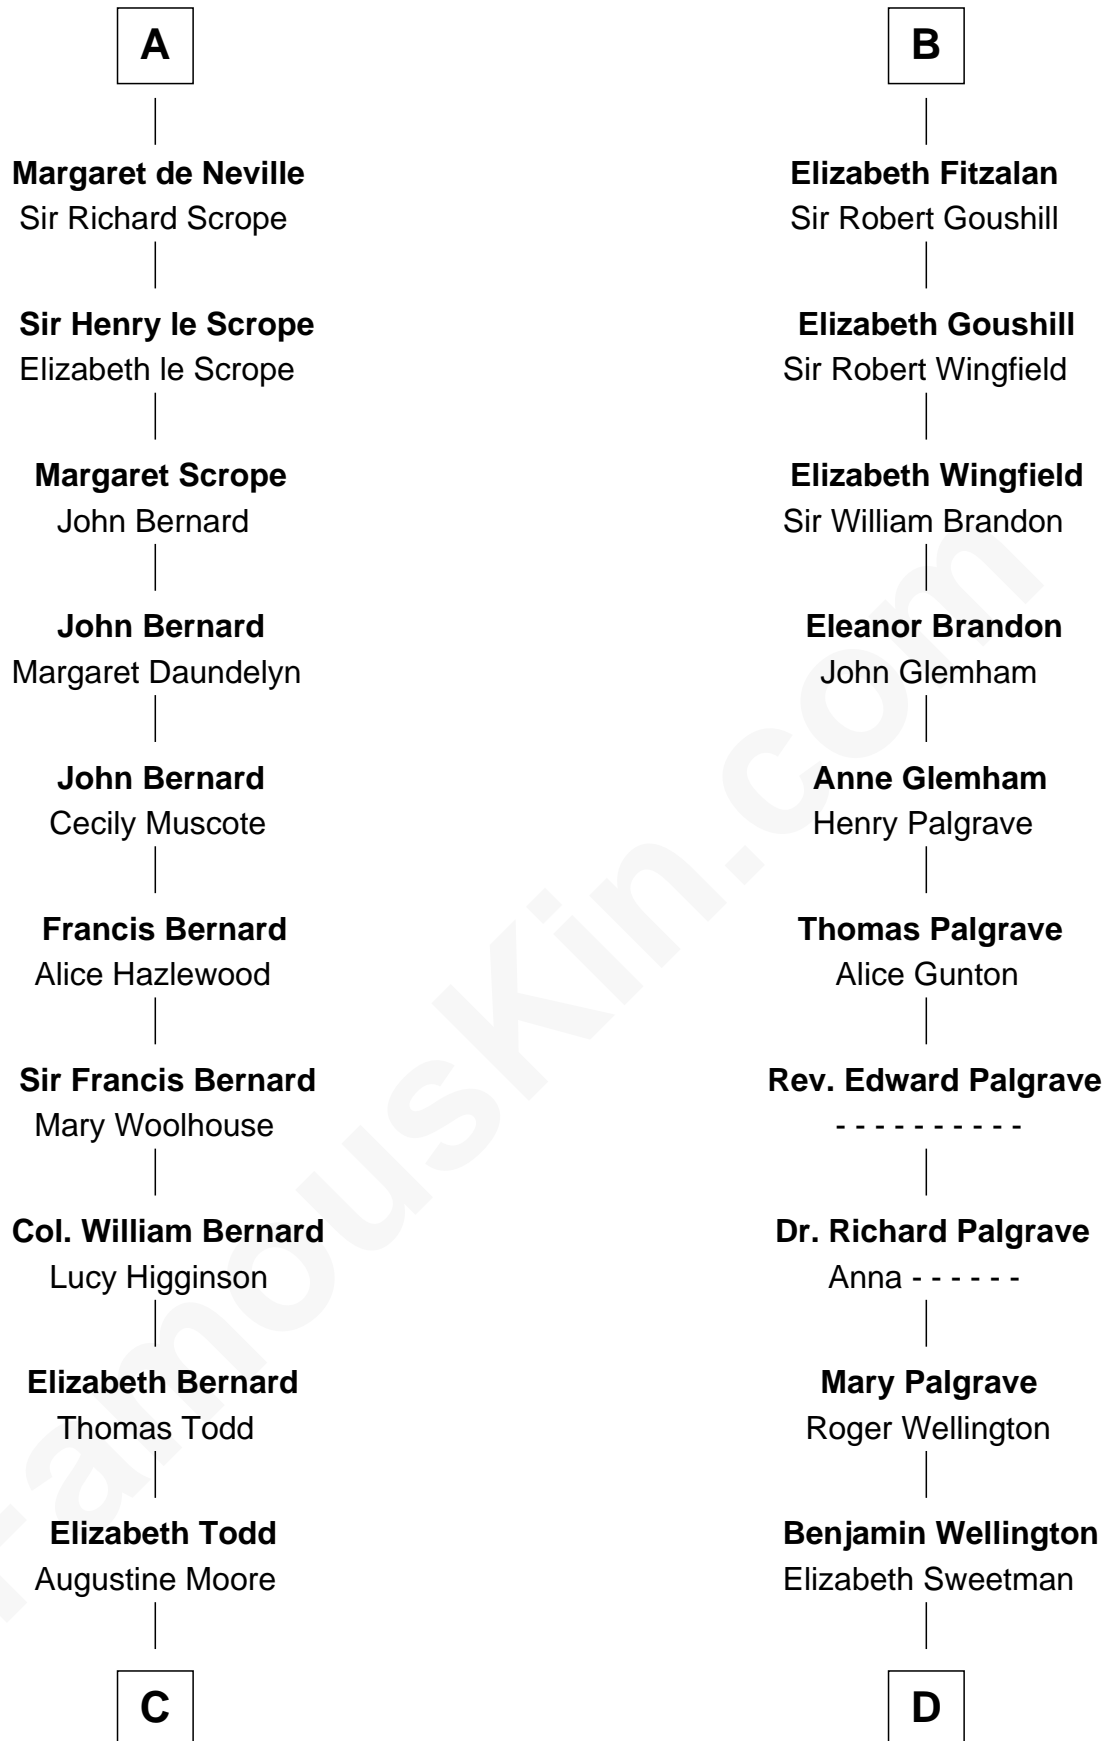 A
Margaret de Neville
Sir Richard Scrope
Sir Henry le Scrope
Elizabeth le Scrope
Margaret Scrope
John Bernard
John Bernard
Margaret Daundelyn
John Bernard
Cecily Muscote
Francis Bernard
Alice Hazlewood
Sir Francis Bernard
Mary Woolhouse
Col. William Bernard
Lucy Higginson
Elizabeth Bernard
Thomas Todd
Elizabeth Todd
Augustine Moore
C
B
Elizabeth Fitzalan
Sir Robert Goushill
Elizabeth Goushill
Sir Robert Wingfield
Elizabeth Wingfield
Sir William Brandon
Eleanor Brandon
John Glemham
Anne Glemham
Henry Palgrave
Thomas Palgrave
Alice Gunton
Rev. Edward Palgrave
- - - - - - - - - -
Dr. Richard Palgrave
Anna - - - - - -
Mary Palgrave
Roger Wellington
Benjamin Wellington
Elizabeth Sweetman
D
FamousKin.com